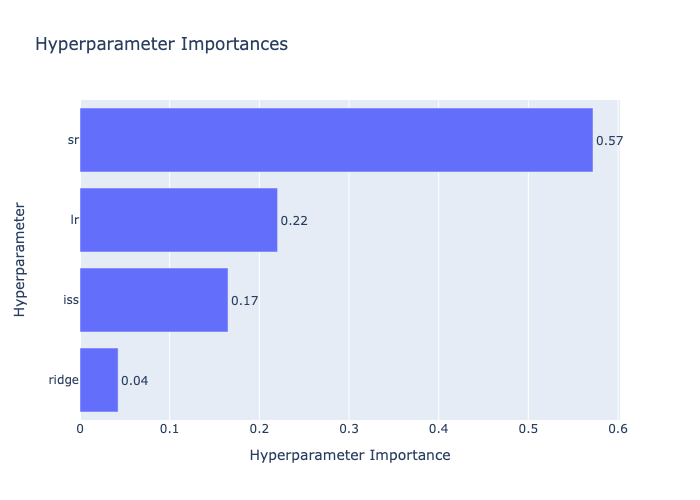 Hyperparameter Importances
Hyperparameter
sr
0.57
lr
0.22
iss
0.17
ridge
0.04
0 0.1 0.2 0.3 0.4 0.5 0.6
Hyperparameter Importance